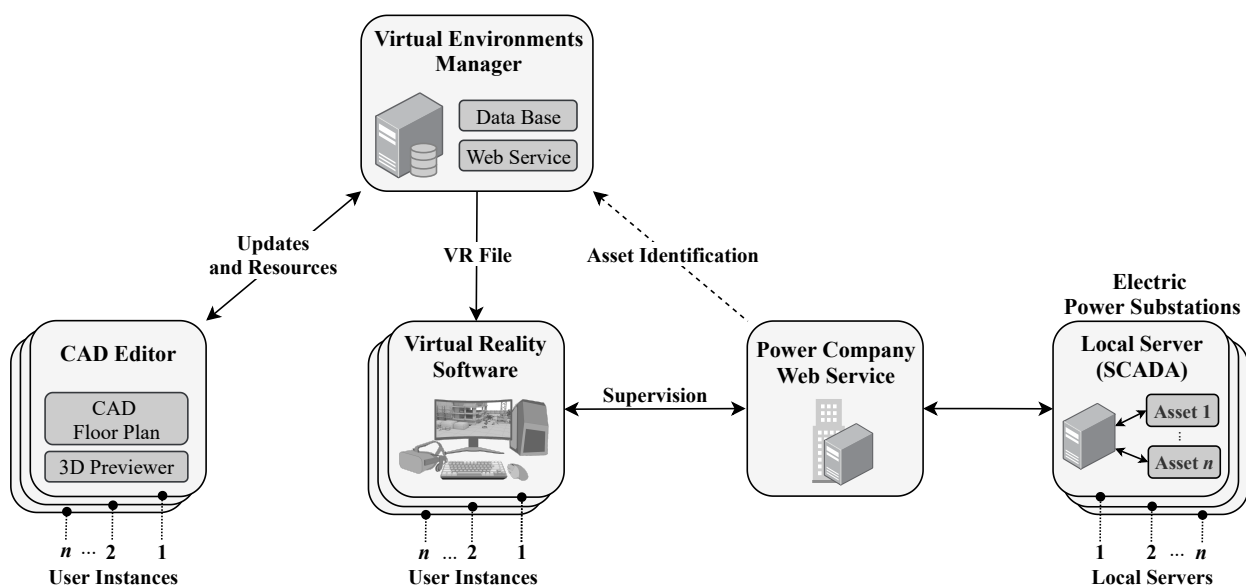 Virtual Environments
Manager
Data Base
Web Service
Updates
and Resources
VR File
Asset Identification
CAD Editor
CAD
Floor Plan
3D Previewer
n ... 2 1
User Instances
Virtual Reality
Software
n ... 2 1
User Instances
Supervision
Power Company
Web Service
Electric
Power Substations
Local Server
(SCADA)
Asset 1
...
Asset n
1 2 ... n
Local Servers